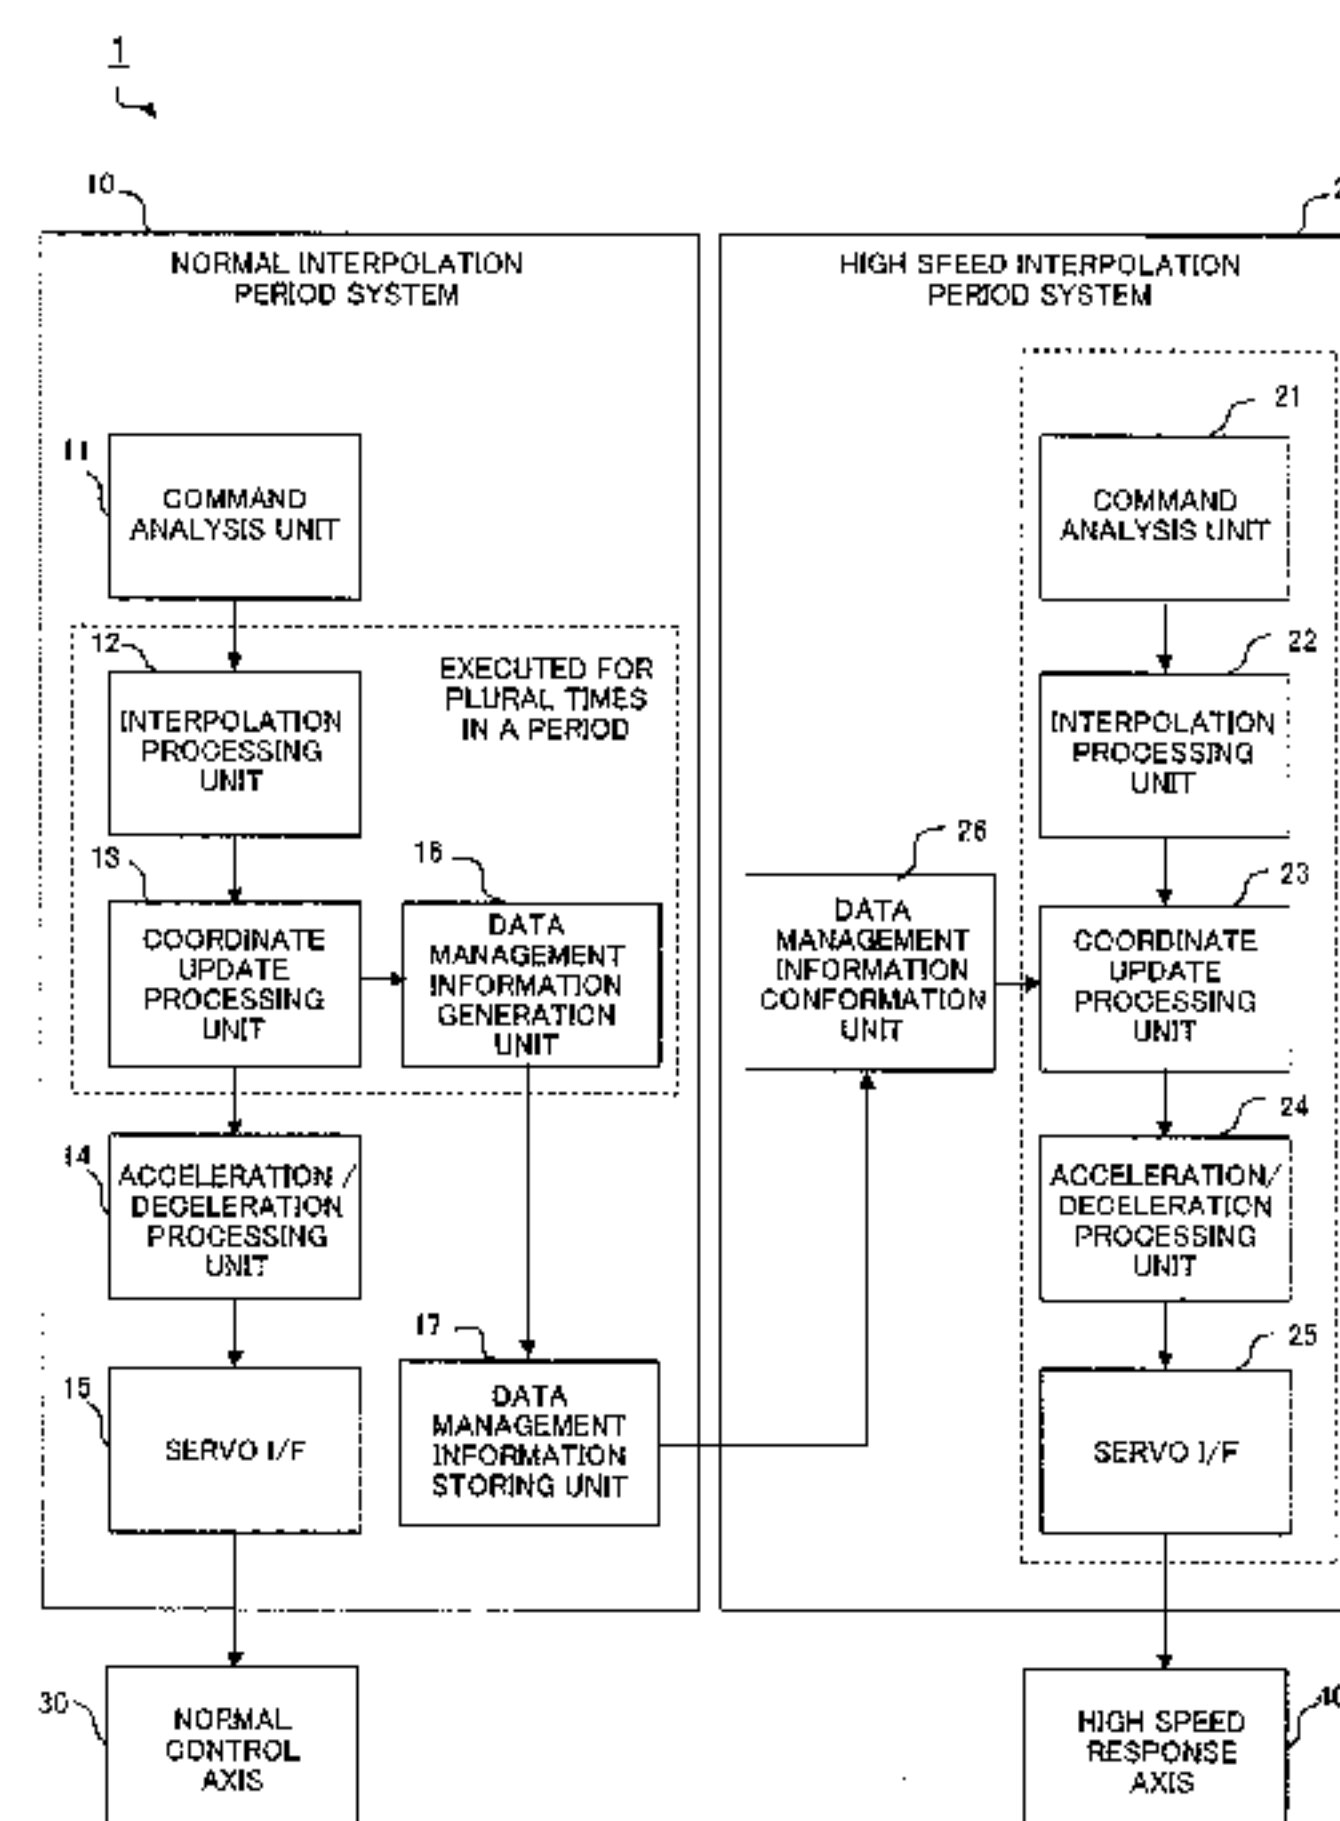 1
10
NORMAL INTERPOLATION
PERIOD SYSTEM
11
COMMAND
ANALYSIS UNIT
12
EXECUTED FOR
PLURAL TIMES
IN A PERIOD
INTERPOLATION
PROCESSING
UNIT
13
COORDINATE
UPDATE
PROCESSING
UNIT
16
DATA
MANAGEMENT
INFORMATION
GENERATION
UNIT
14
ACCELERATION /
DECELERATION
PROCESSING
UNIT
15
SERVO I/F
17
DATA
MANAGEMENT
INFORMATION
STORING UNIT
30
NORMAL
CONTROL
AXIS
HIGH SPEED INTERPOLATION
PERIOD SYSTEM
21
COMMAND
ANALYSIS UNIT
22
INTERPOLATION
PROCESSING
UNIT
26
DATA
MANAGEMENT
INFORMATION
CONFORMATION
UNIT
23
COORDINATE
UPDATE
PROCESSING
UNIT
24
ACCELERATION/
DECELERATION
PROCESSING
UNIT
25
SERVO I/F
HIGH SPEED
RESPONSE
AXIS